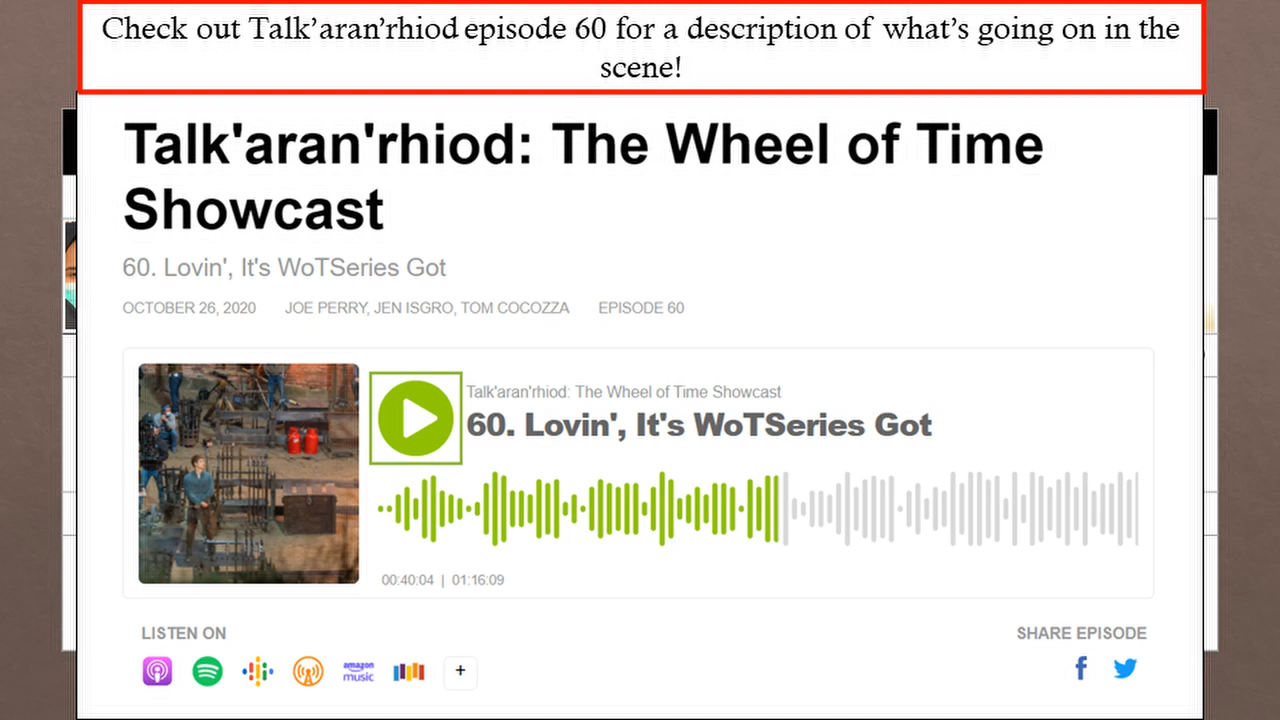 Check out Talk’aran’rhiod episode 60 for a description of what’s going on in the
scene!
Talk'aran'rhiod: The Wheel of Time
Showcast
60. Lovin', It's WoTSeries Got
OCTOBER 26, 2020 JOE PERRY, JEN ISGRO, TOM COCOZZA EPISODE 60
Talk'aran'rhiod: The Wheel of Time Showcast
60. Lovin', It's WoTSeries Got
00:40:04 | 01:16:09
LISTEN ON SHARE EPISODE
amazon
music
+